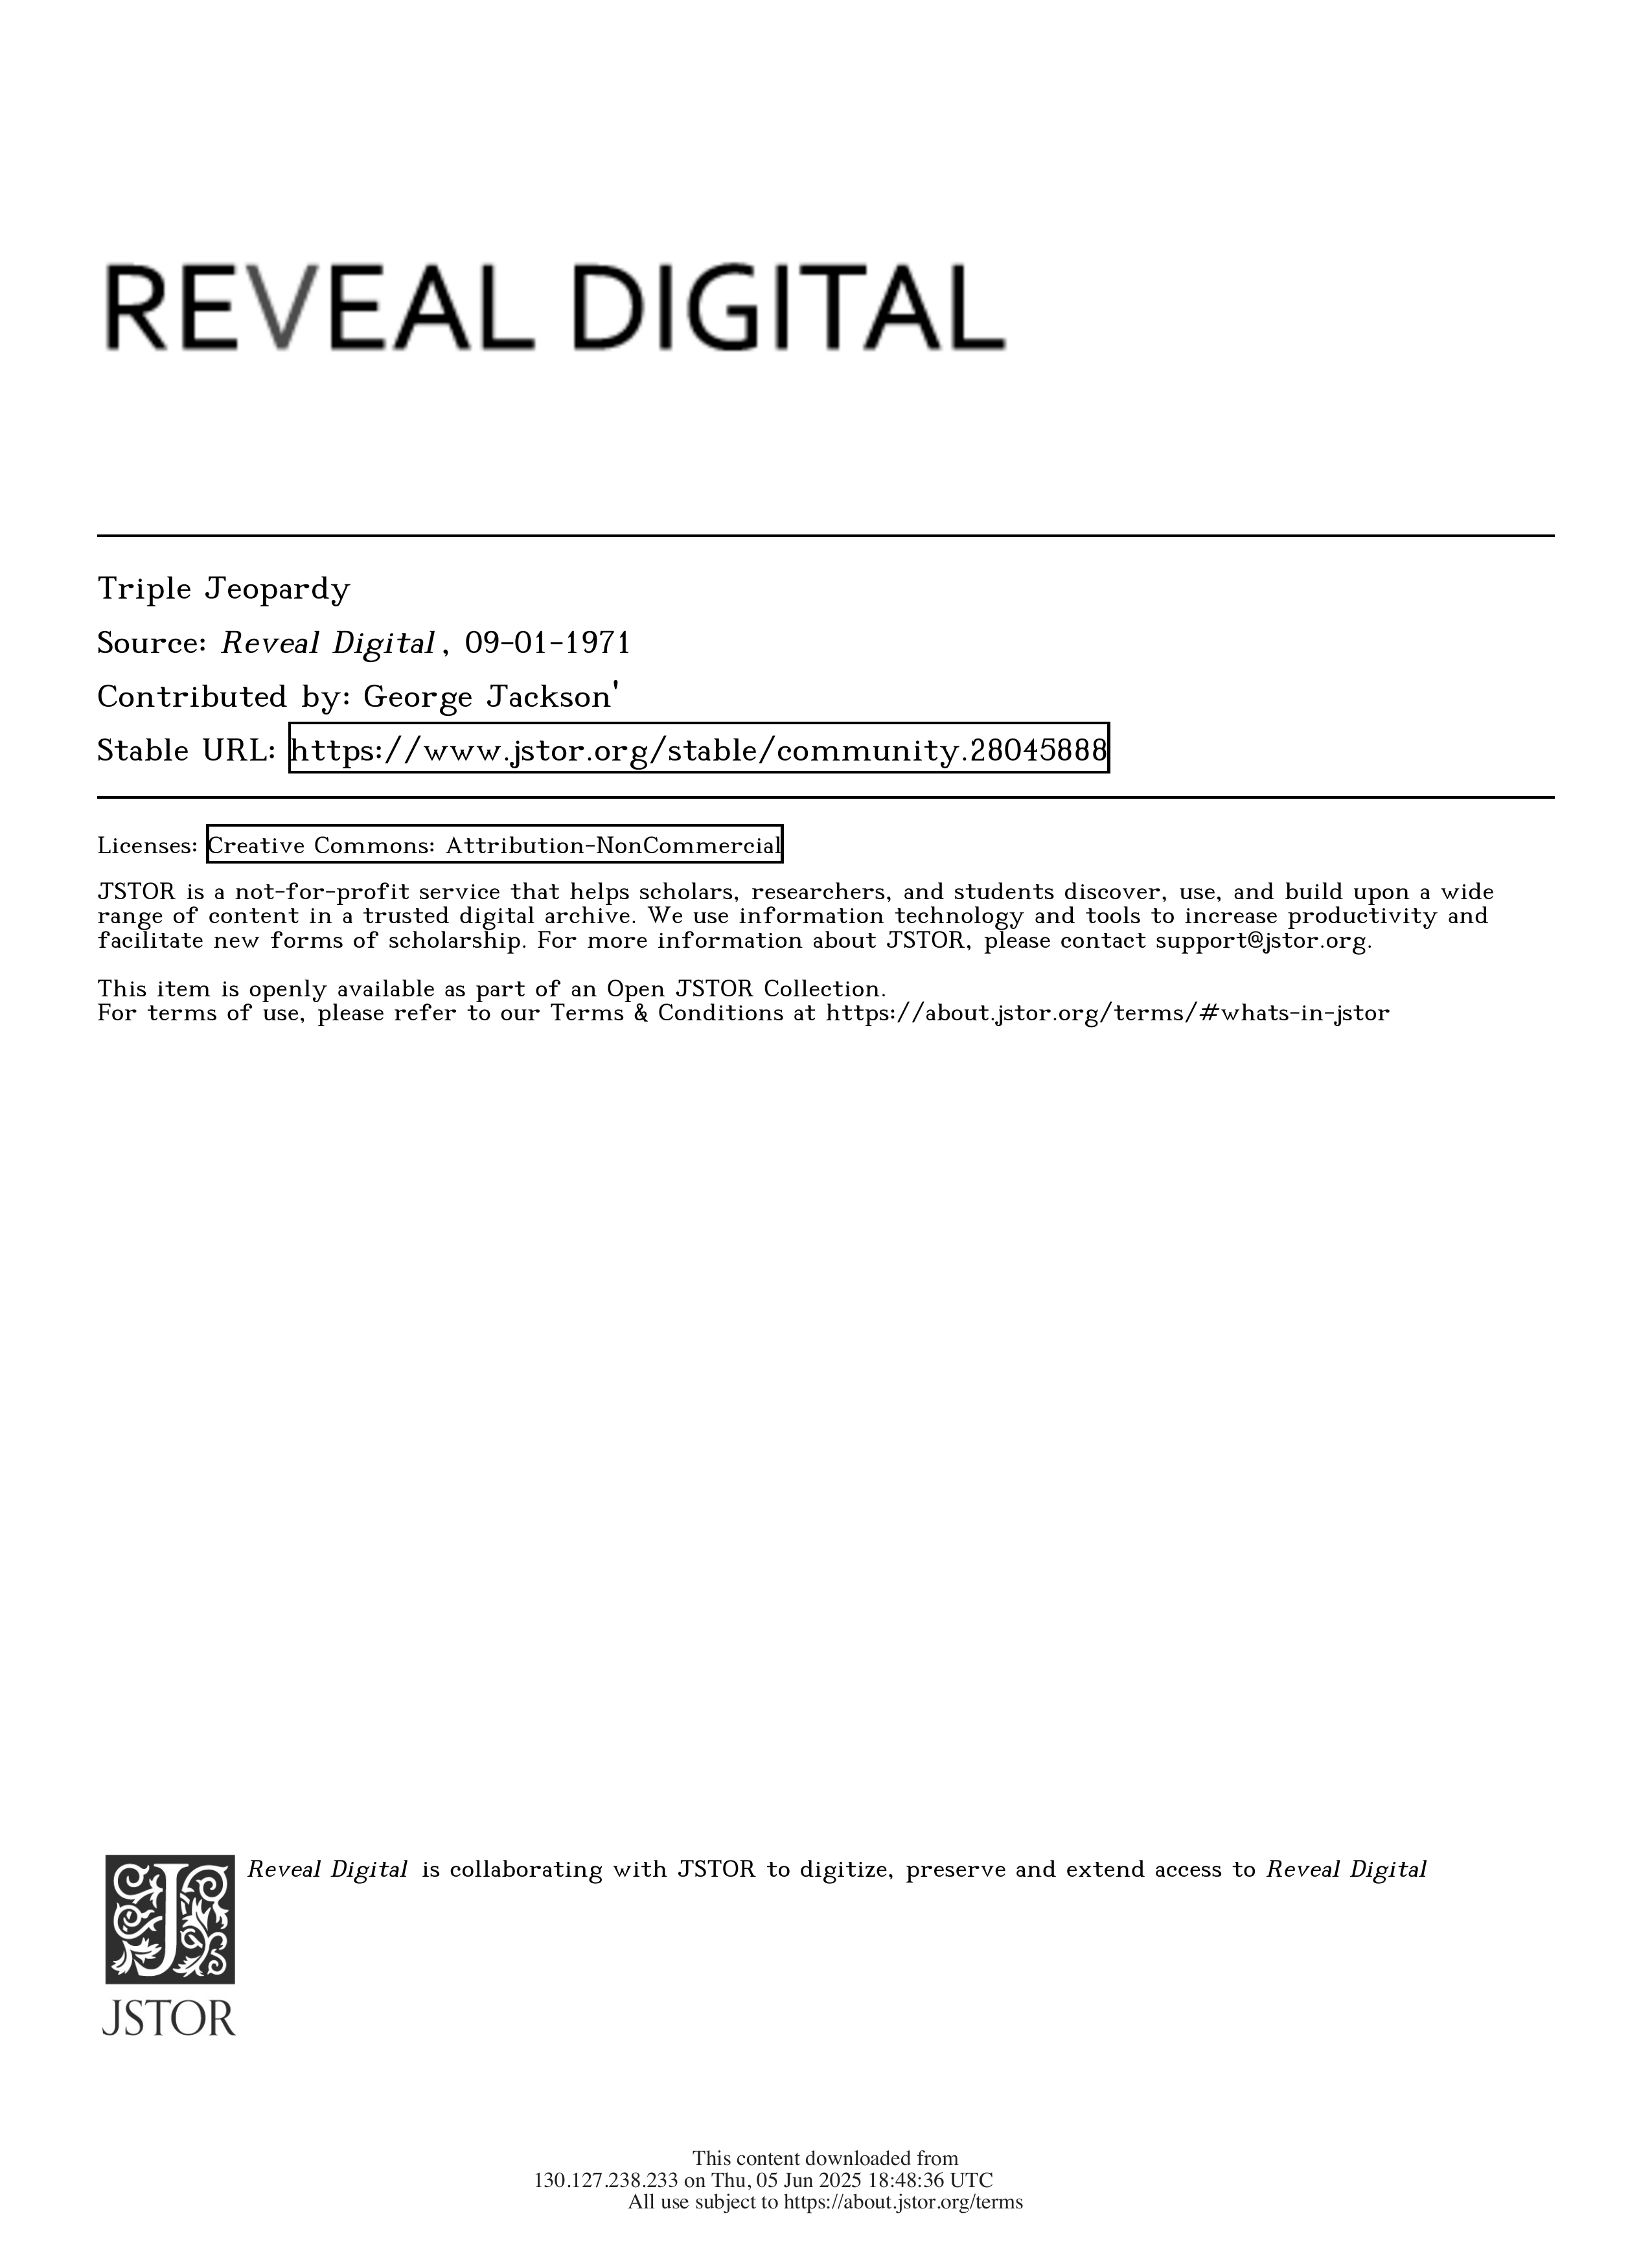 REVEAL DIGITAL
Triple Jeopardy
Source: Reveal Digital, 09-01-1971
Contributed by: George Jackson'
Stable URL: https://www.jstor.org/stable/community.28045888
Licenses: Creative Commons: Attribution-NonCommercial
JSTOR is a not-for-profit service that helps scholars, researchers, and students discover, use, and build upon a wide
range of content in a trusted digital archive. We use information technology and tools to increase productivity and
facilitate new forms of scholarship. For more information about JSTOR, please contact support@jstor.org.
This item is openly available as part of an Open JSTOR Collection.
For terms of use, please refer to our Terms & Conditions at https://about.jstor.org/terms/#whats-in-jstor
J
Reveal Digital is collaborating with JSTOR to digitize, preserve and extend access to Reveal Digital
JSTOR
This content downloaded from
130.127.238.233 on Thu, 05 Jun 2025 18:48:36 UTC
All use subject to https://about.jstor.org/terms